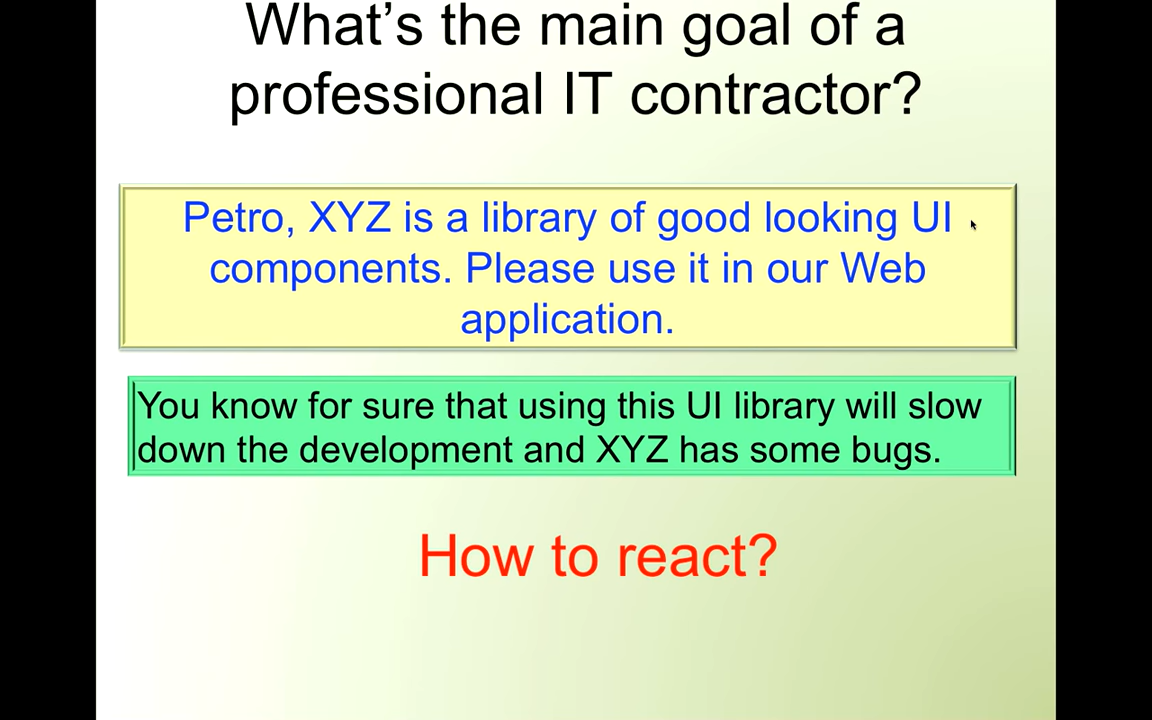 What’s the main goal of a
professional IT contractor?
Petro, XYZ is a library of good looking UI
components. Please use it in our Web
application.
You know for sure that using this UI library will slow
down the development and XYZ has some bugs.
How to react?